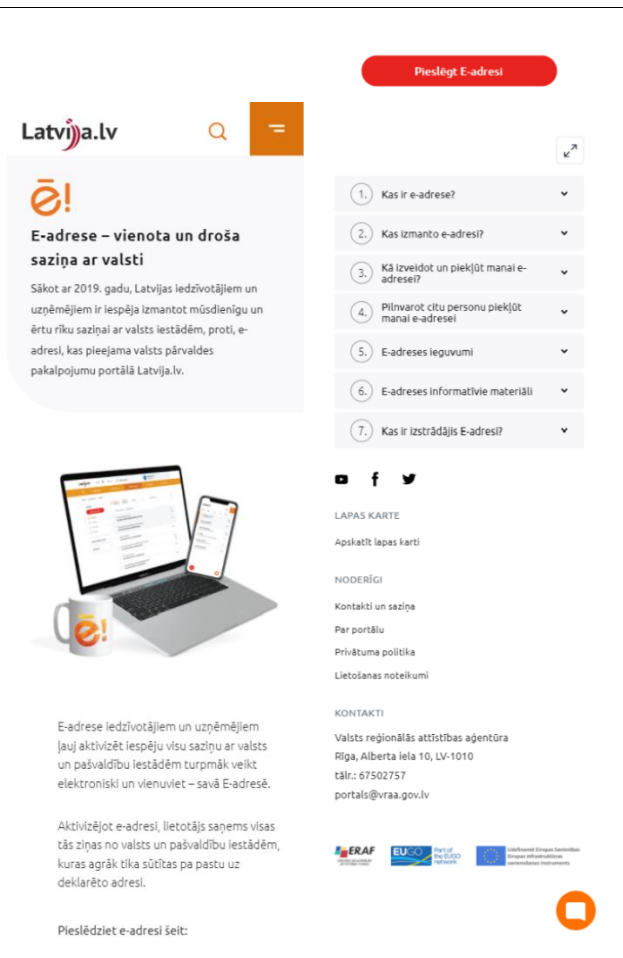 Latvija.lv
ē!
E-adrese – vienota un droša
saziņa ar valsti
Sākot ar 2019. gadu, Latvijas iedzīvotājiem un
uzņēmējiem ir iespēja izmantot mūsdienīgu un
ērtu rīku saziņai ar valsts iestādēm, proti, e-
adresi, kas pieejama valsts pārvaldes
pakalpojumu portālā Latvija.lv.
ē!
E-adrese iedzīvotājiem un uzņēmējiem
ļauj aktivizēt iespēju visu saziņu ar valsts
un pašvaldību iestādēm turpmāk veikt
elektroniski un vienuviet – savā E-adresē.
Aktivizējot e-adresi, lietotājs saņems visas
tās ziņas no valsts un pašvaldību iestādēm,
kuras agrāk tika sūtītas pa pastu uz
deklarēto adresi.
Pieslēdziet e-adresi šeit:
Pieslēgt E-adresi
1. Kas ir e-adrese?
2. Kas izmanto e-adresi?
3. Kā izveidot un piekļūt manai e-
adresei?
4. Pilnvarot citu personu piekļūt
manai e-adresei
5. E-adreses ieguvumi
6. E-adreses informatīvie materiāli
7. Kas ir izstrādājis E-adresi?
LAPAS KARTE
Apskatīt lapas karti
NODERĪGI
Kontakti un saziņa
Par portālu
Privātuma politika
Lietošanas noteikumi
KONTAKTI
Valsts reģionālās attīstības aģentūra
Rīga, Alberta iela 10, LV-1010
tālr.: 67502757
portals@vraa.gov.lv
ERAF
EUGO
Part of
the EUGO
network
Līdzfinansē Eiropas Savienības
Eiropas infrastruktūras
savienošanas instruments